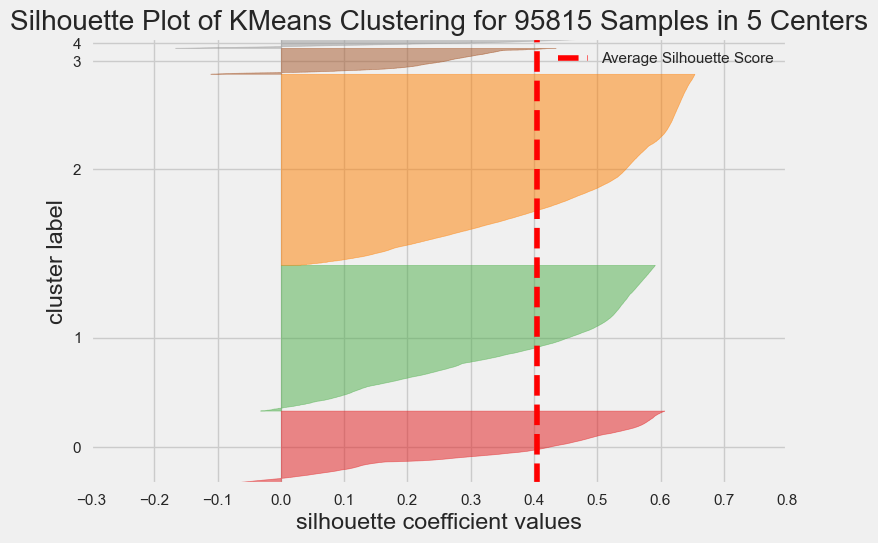 Silhouette Plot of KMeans Clustering for 95815 Samples in 5 Centers
Average Silhouette Score
cluster label
4
3
2
1
0
−0.3 −0.2 −0.1 0.0 0.1 0.2 0.3 0.4 0.5 0.6 0.7 0.8
silhouette coefficient values